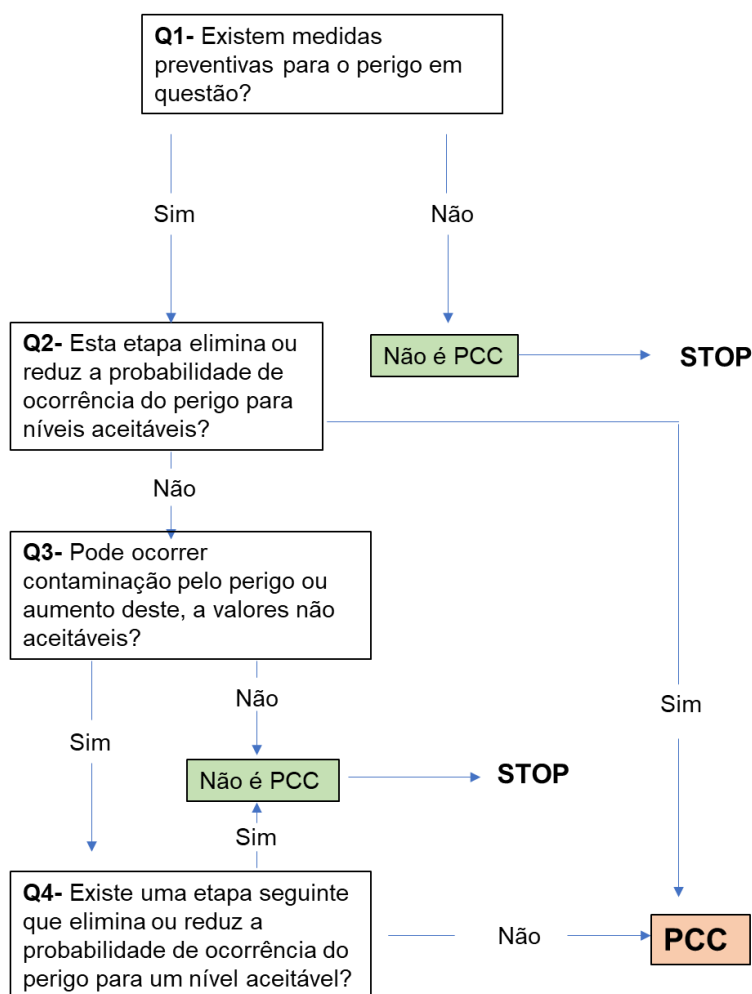 Q1- Existem medidas
preventivas para o perigo em
questão?
Sim
Não
Q2- Esta etapa elimina ou
reduz a probabilidade de
ocorrência do perigo para
níveis aceitáveis?
Não é PCC
STOP
Não
Q3- Pode ocorrer
contaminação pelo perigo ou
aumento deste, a valores não
aceitáveis?
Sim
Não
Sim
Não é PCC
STOP
Sim
Q4- Existe uma etapa seguinte
que elimina ou reduz a
probabilidade de ocorrência do
perigo para um nível aceitável?
Não
PCC